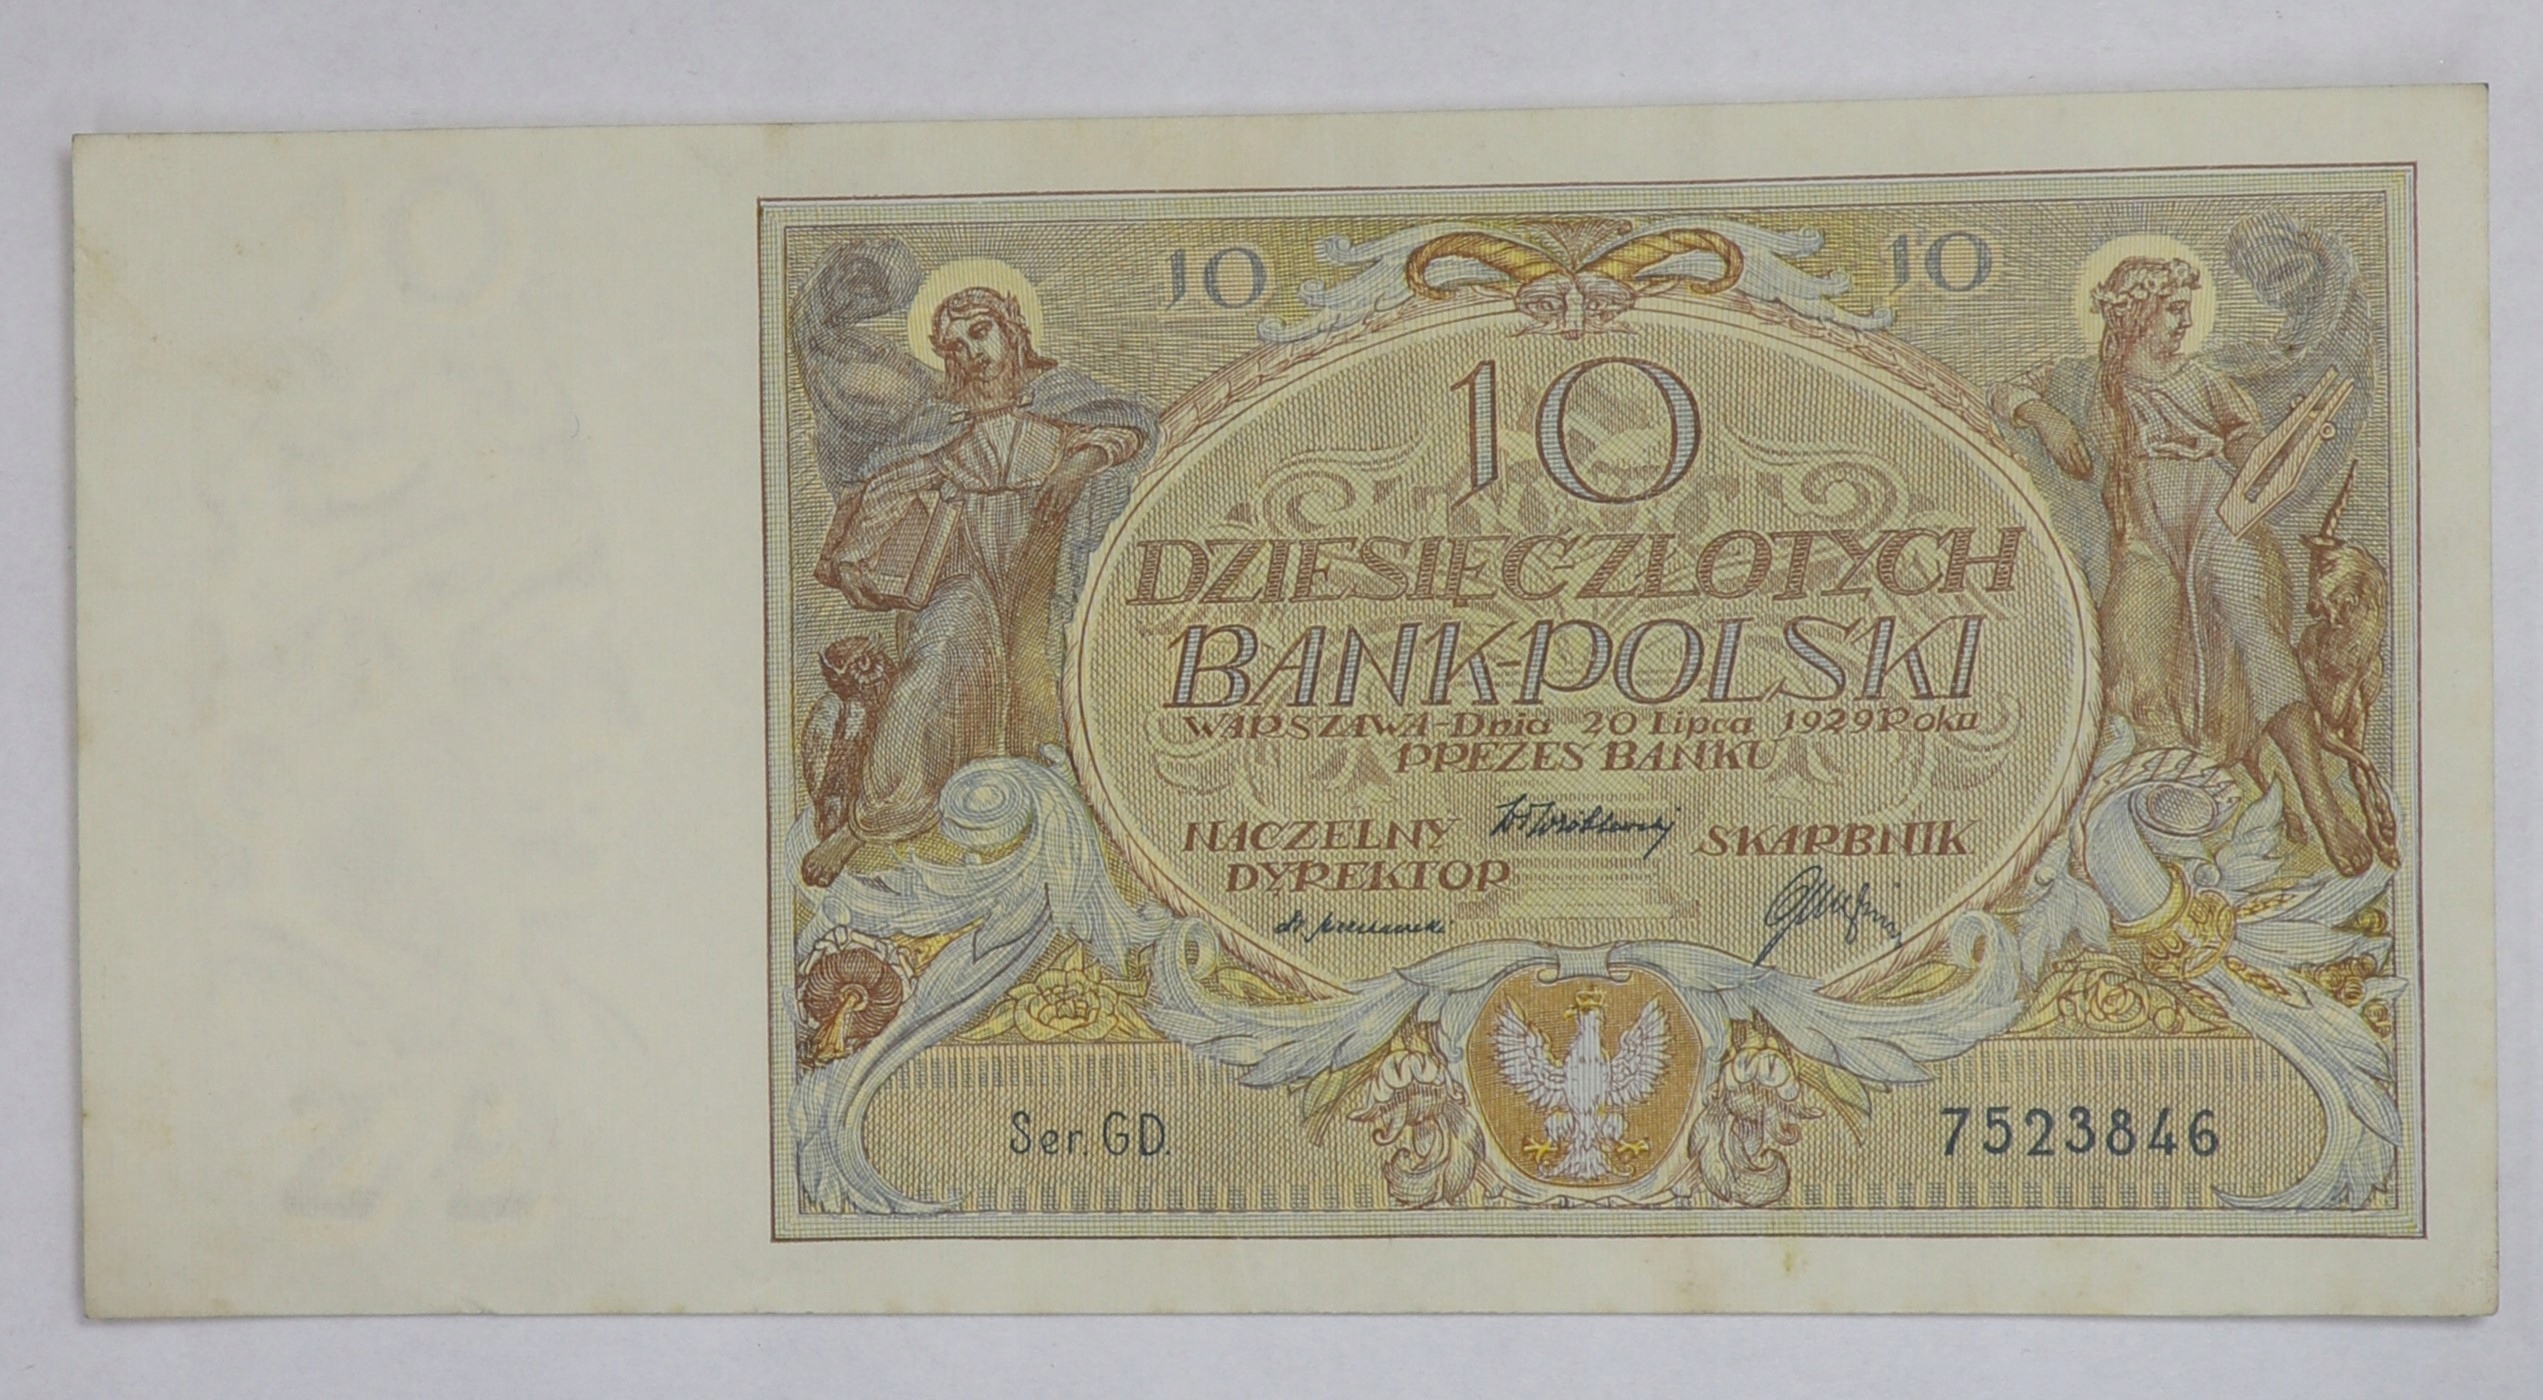 10 10
10
DZIESIĘĆ-ZŁOTYCH
BANK-POLSKI
WARSZAWA-Dnia 20 Lipca 1929 Roku
PREZES BANKU
NACZELNY
DYREKTOR
SKARBNIK
Ser. GD. 7523846